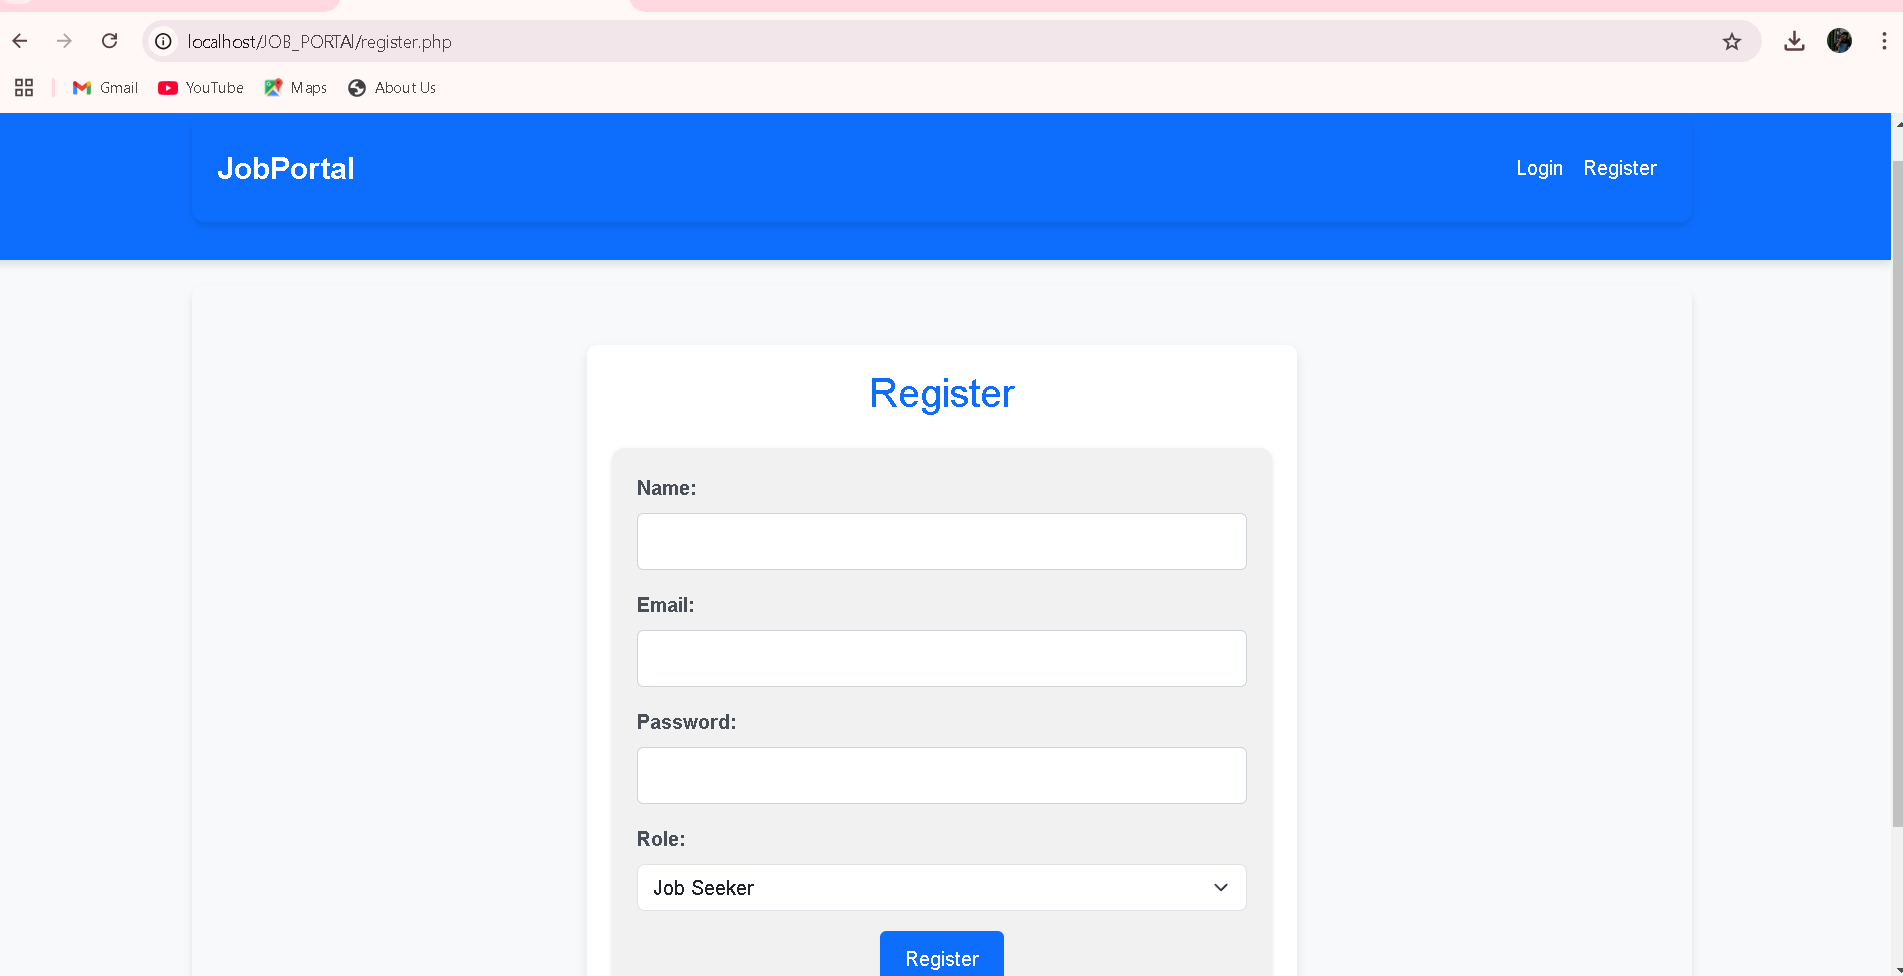 localhost/JOB_PORTAl/register.php
Gmail YouTube Maps About Us
JobPortal Login Register
Register
Name:
Email:
Password:
Role:
Job Seeker
Register